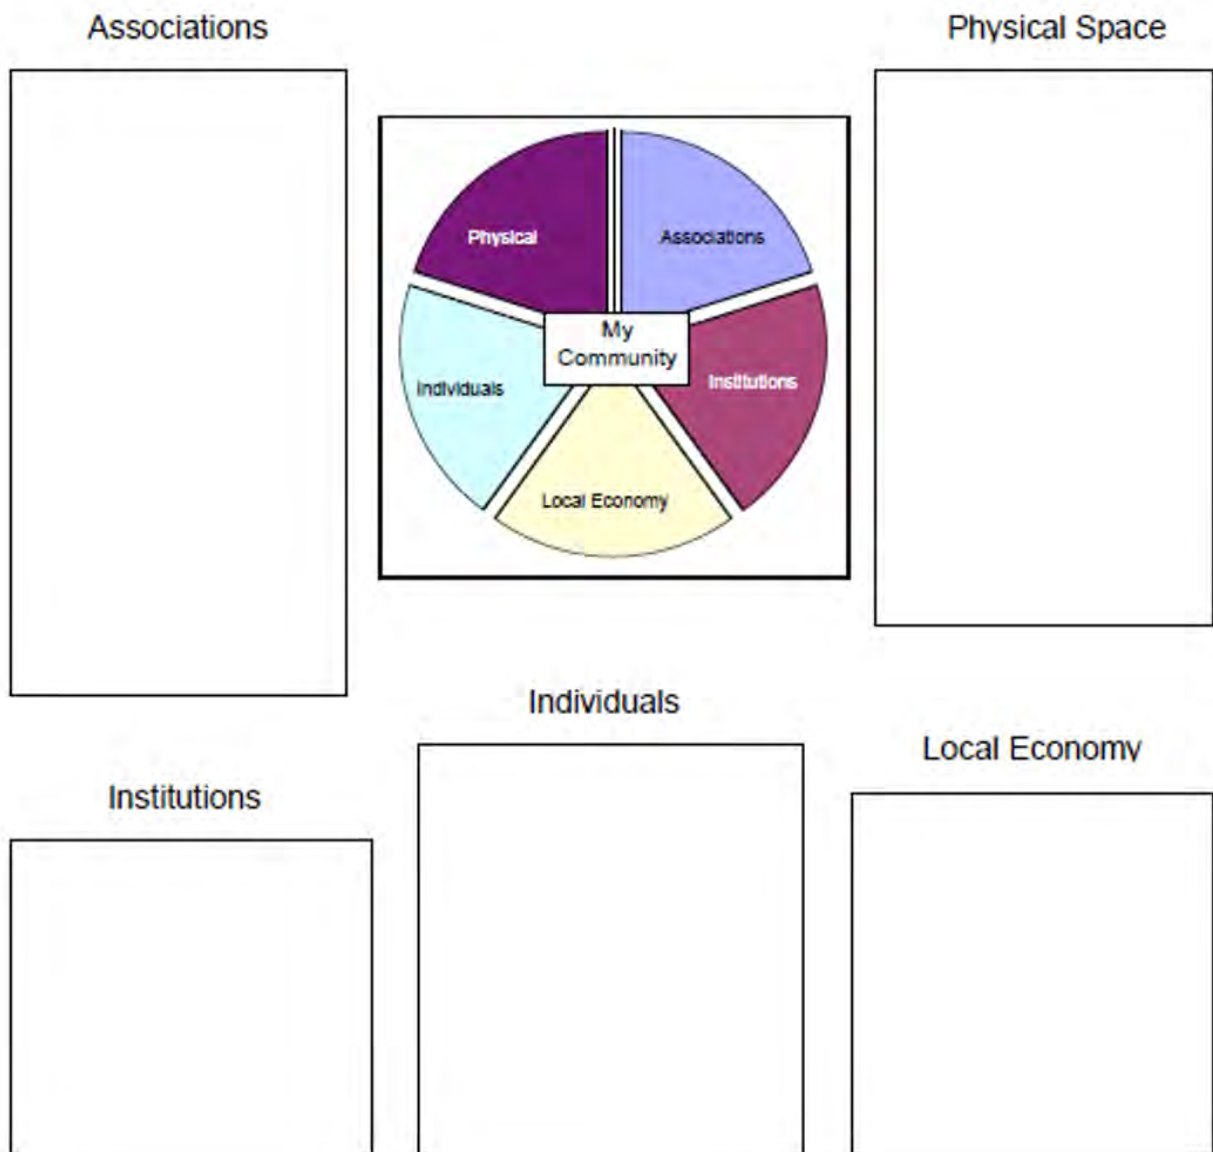 Associations
Physical Space
Physical
Associations
My
Community
Individuals
Institutions
Local Economy
Individuals
Local Economy
Institutions